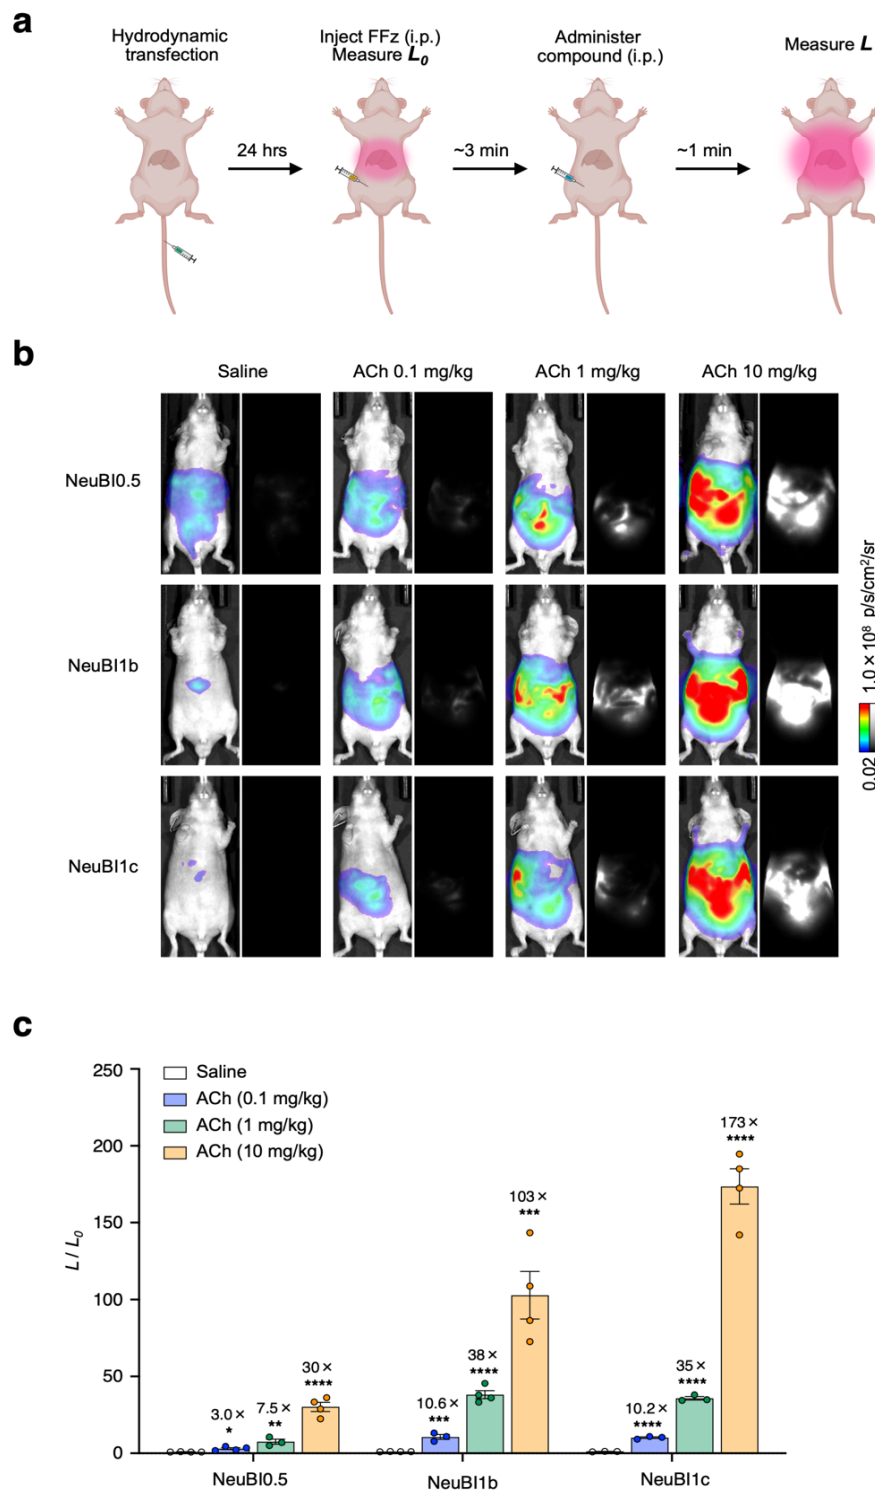 a
Hydrodynamic
transfection
Inject FFz (i.p.)
Measure L0
Administer
compound (i.p.)
Measure L
24 hrs
~3 min
~1 min
b
Saline
ACh 0.1 mg/kg
ACh 1 mg/kg
ACh 10 mg/kg
NeuBI0.5
NeuBI1b
NeuBI1c
0.02 1.0×10⁸ p/s/cm²/sr
c
250
200
150
100
50
0
L / L0
Saline
ACh (0.1 mg/kg)
ACh (1 mg/kg)
ACh (10 mg/kg)
3.0×
*
7.5×
**
30×
****
10.6×
***
38×
****
103×
***
10.2×
****
35×
****
173×
****
NeuBI0.5
NeuBI1b
NeuBI1c